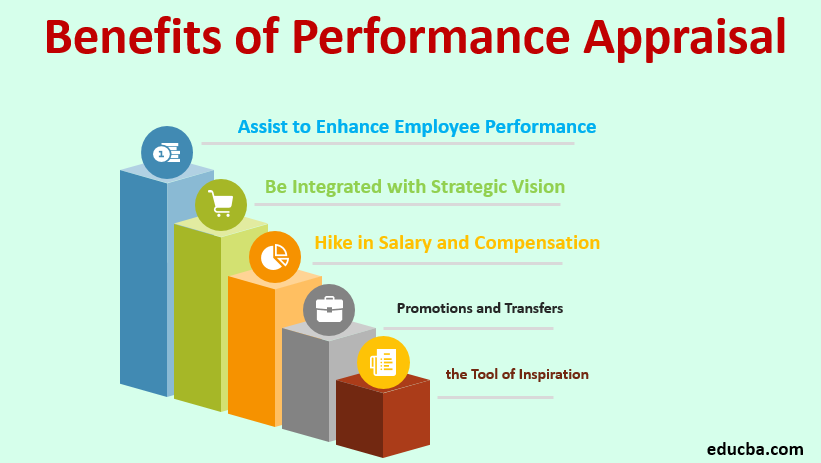 Benefits of Performance Appraisal
Assist to Enhance Employee Performance
1
Be Integrated with Strategic Vision
Hike in Salary and Compensation
Promotions and Transfers
the Tool of Inspiration
educba.com